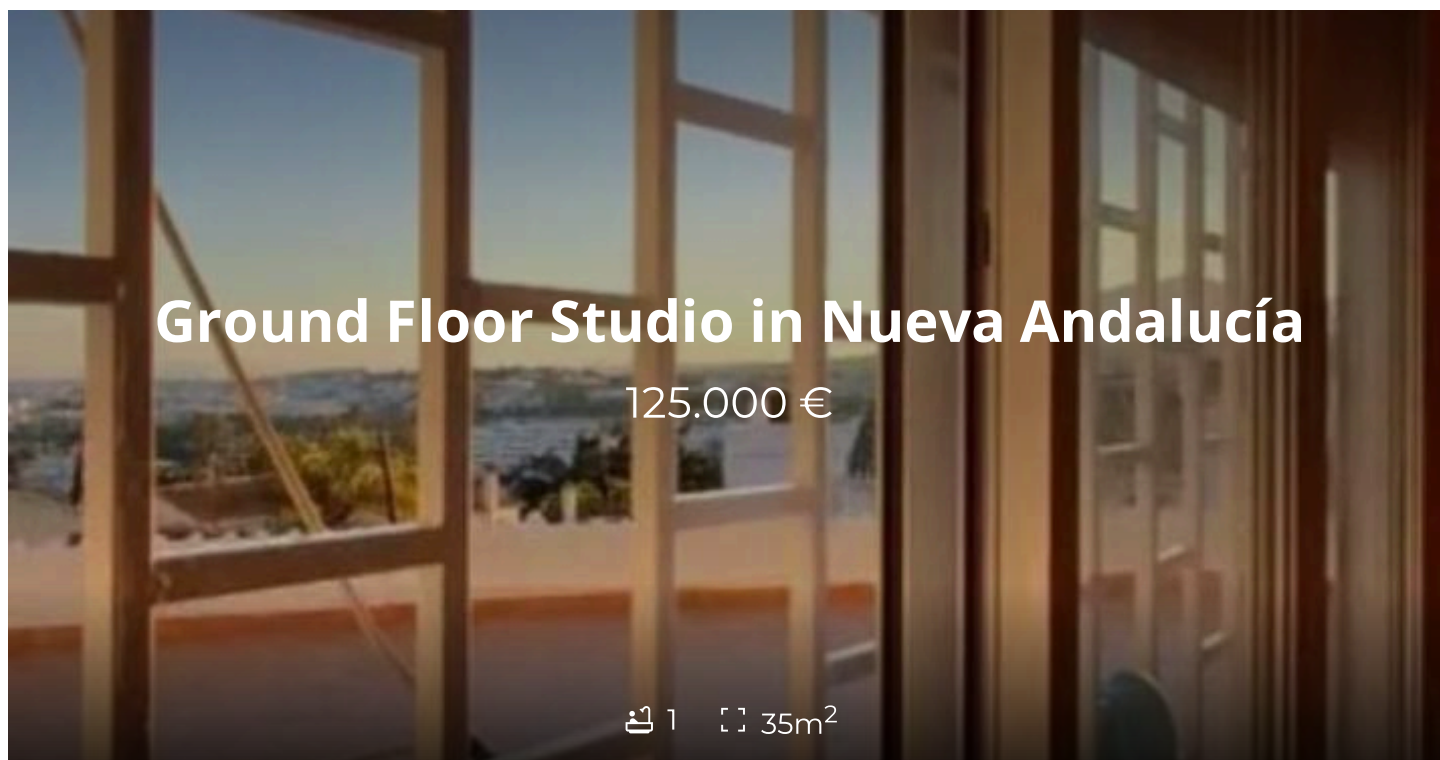 Ground Floor Studio in Nueva Andalucía
125.000 €
1 35m²